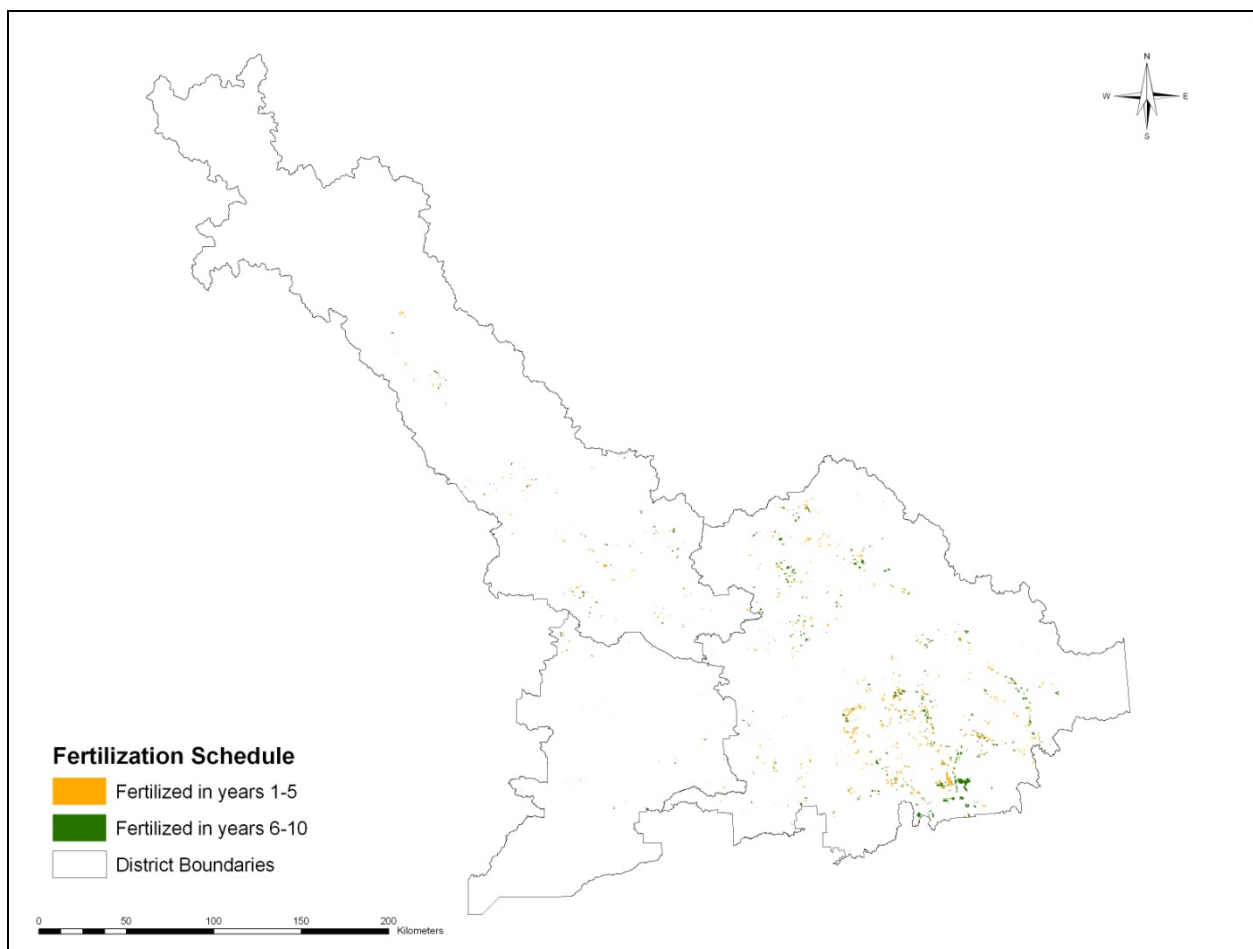 N
W E
S
Fertilization Schedule
Fertilized in years 1-5
Fertilized in years 6-10
District Boundaries
0 50 100 150 200
Kilometers